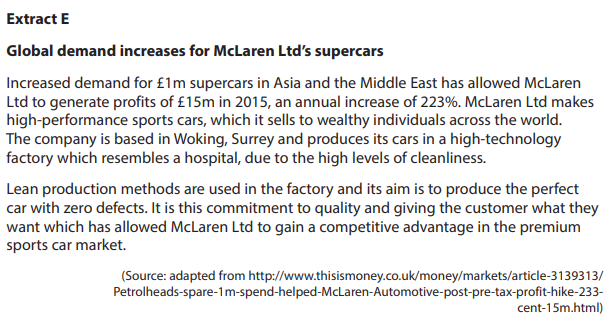 Extract E
Global demand increases for McLaren Ltd’s supercars
Increased demand for £1m supercars in Asia and the Middle East has allowed McLaren
Ltd to generate profits of £15m in 2015, an annual increase of 223%. McLaren Ltd makes
high-performance sports cars, which it sells to wealthy individuals across the world.
The company is based in Woking, Surrey and produces its cars in a high-technology
factory which resembles a hospital, due to the high levels of cleanliness.
Lean production methods are used in the factory and its aim is to produce the perfect
car with zero defects. It is this commitment to quality and giving the customer what they
want which has allowed McLaren Ltd to gain a competitive advantage in the premium
sports car market.
(Source: adapted from http://www.thisismoney.co.uk/money/markets/article-3139313/
Petrolheads-spare-1m-spend-helped-McLaren-Automotive-post-pre-tax-profit-hike-233-
cent-15m.html)